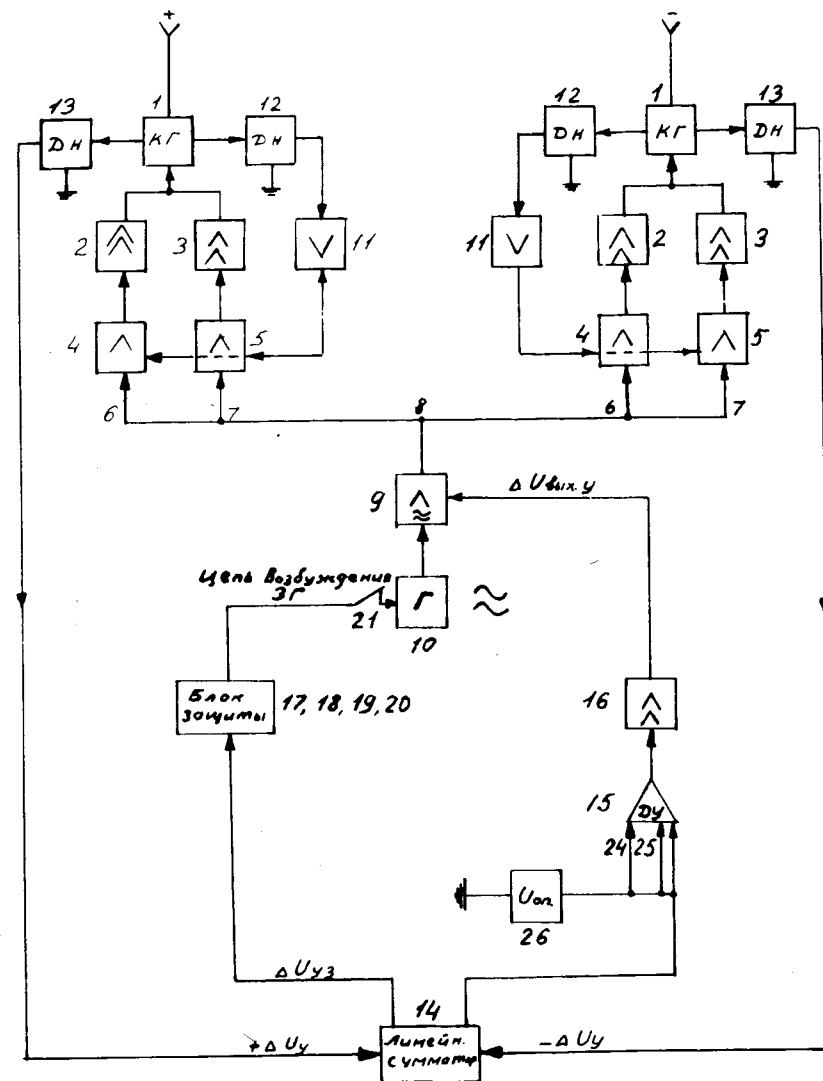 + −
13 1 12 12 1 13
ДН КГ ДН ДН КГ ДН
2 3 11 11 2 3
4 5 4 5
6 7 8 6 7
9 ΔUвых.у
Цепь возбуждения
ЗГ
21 Г
10
Блок
защиты
17, 18, 19, 20
16
15 ДУ
24 25
Uоп.
26
ΔUуз
14
+ΔUу
Линейн.
сумматор
−ΔUу